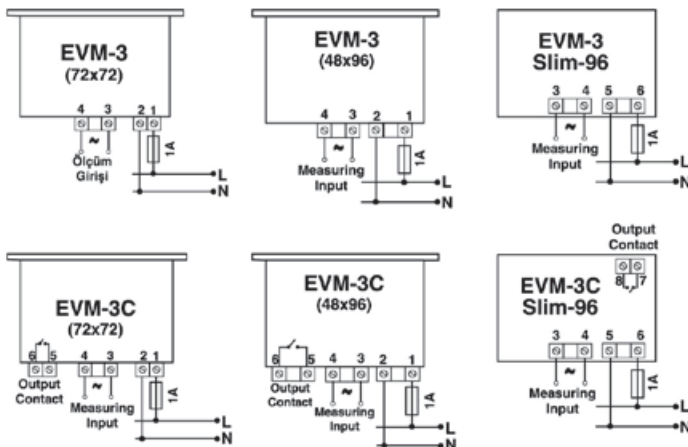 EVM-3
(72x72)
4 3 2 1
~
1A
Ölçüm
Girişi
L
N
EVM-3
(48x96)
4 3 2 1
~
1A
Measuring
Input
L
N
EVM-3
Slim-96
3 4 5 6
~
1A
Measuring
Input
L
N
EVM-3C
(72x72)
6 5 4 3 2 1
~
1A
Output
Contact
Measuring
Input
L
N
EVM-3C
(48x96)
6 5 4 3 2 1
~
1A
Output
Contact
Measuring
Input
L
N
Output
Contact
8 7
EVM-3C
Slim-96
3 4 5 6
~
1A
Measuring
Input
L
N